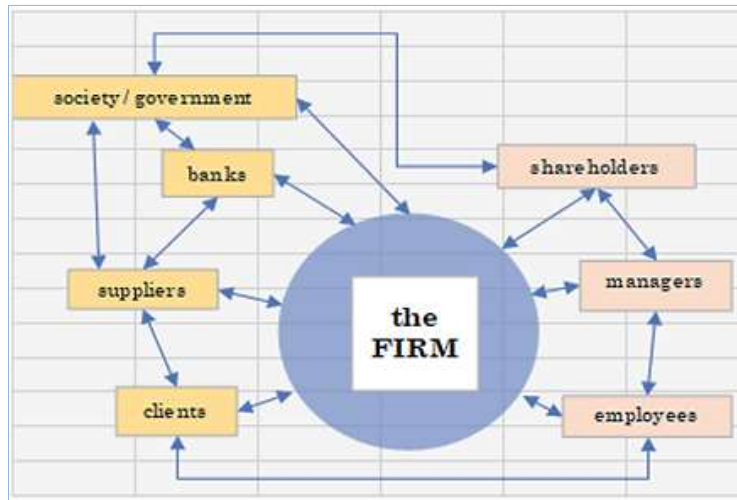 society / government
banks
shareholders
suppliers
managers
the
FIRM
clients
employees